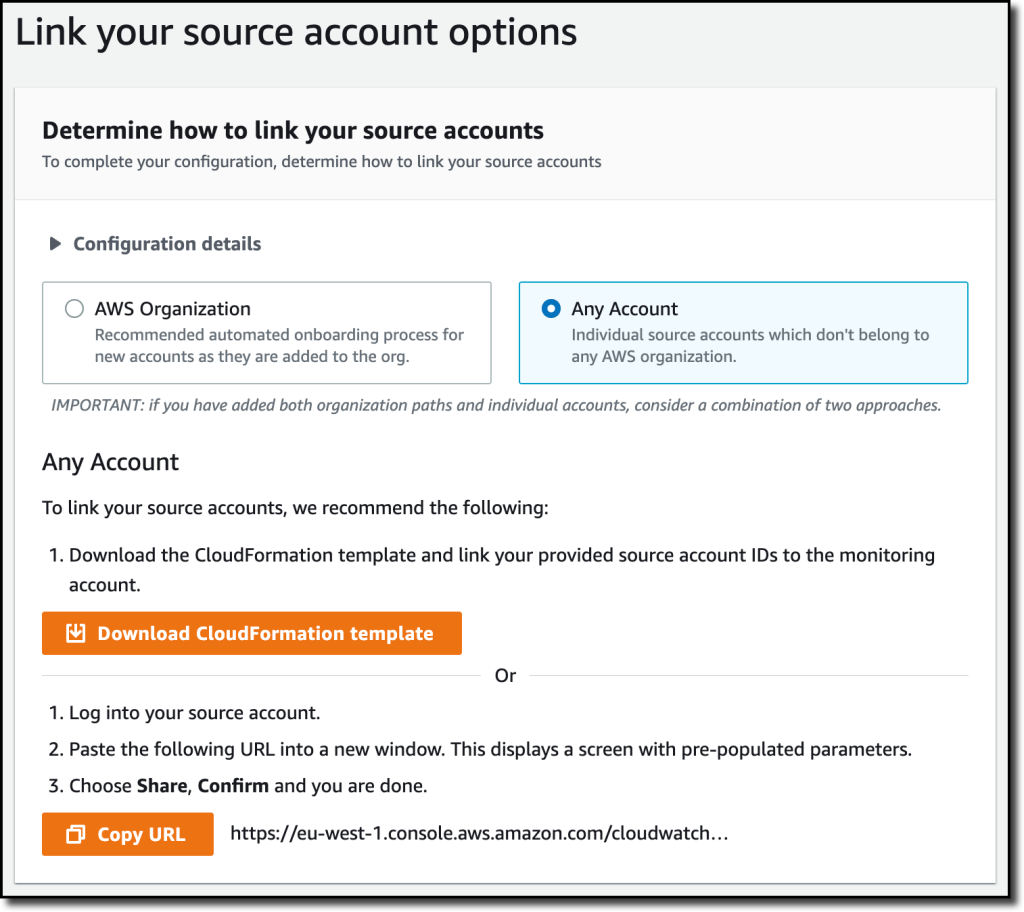 Link your source account options
Determine how to link your source accounts
To complete your configuration, determine how to link your source accounts
Configuration details
AWS Organization
Recommended automated onboarding process for
new accounts as they are added to the org.
Any Account
Individual source accounts which don't belong to
any AWS organization.
IMPORTANT: if you have added both organization paths and individual accounts, consider a combination of two approaches.
Any Account
To link your source accounts, we recommend the following:
1. Download the CloudFormation template and link your provided source account IDs to the monitoring
account.
Download CloudFormation template
Or
1. Log into your source account.
2. Paste the following URL into a new window. This displays a screen with pre-populated parameters.
3. Choose Share, Confirm and you are done.
Copy URL https://eu-west-1.console.aws.amazon.com/cloudwatch...